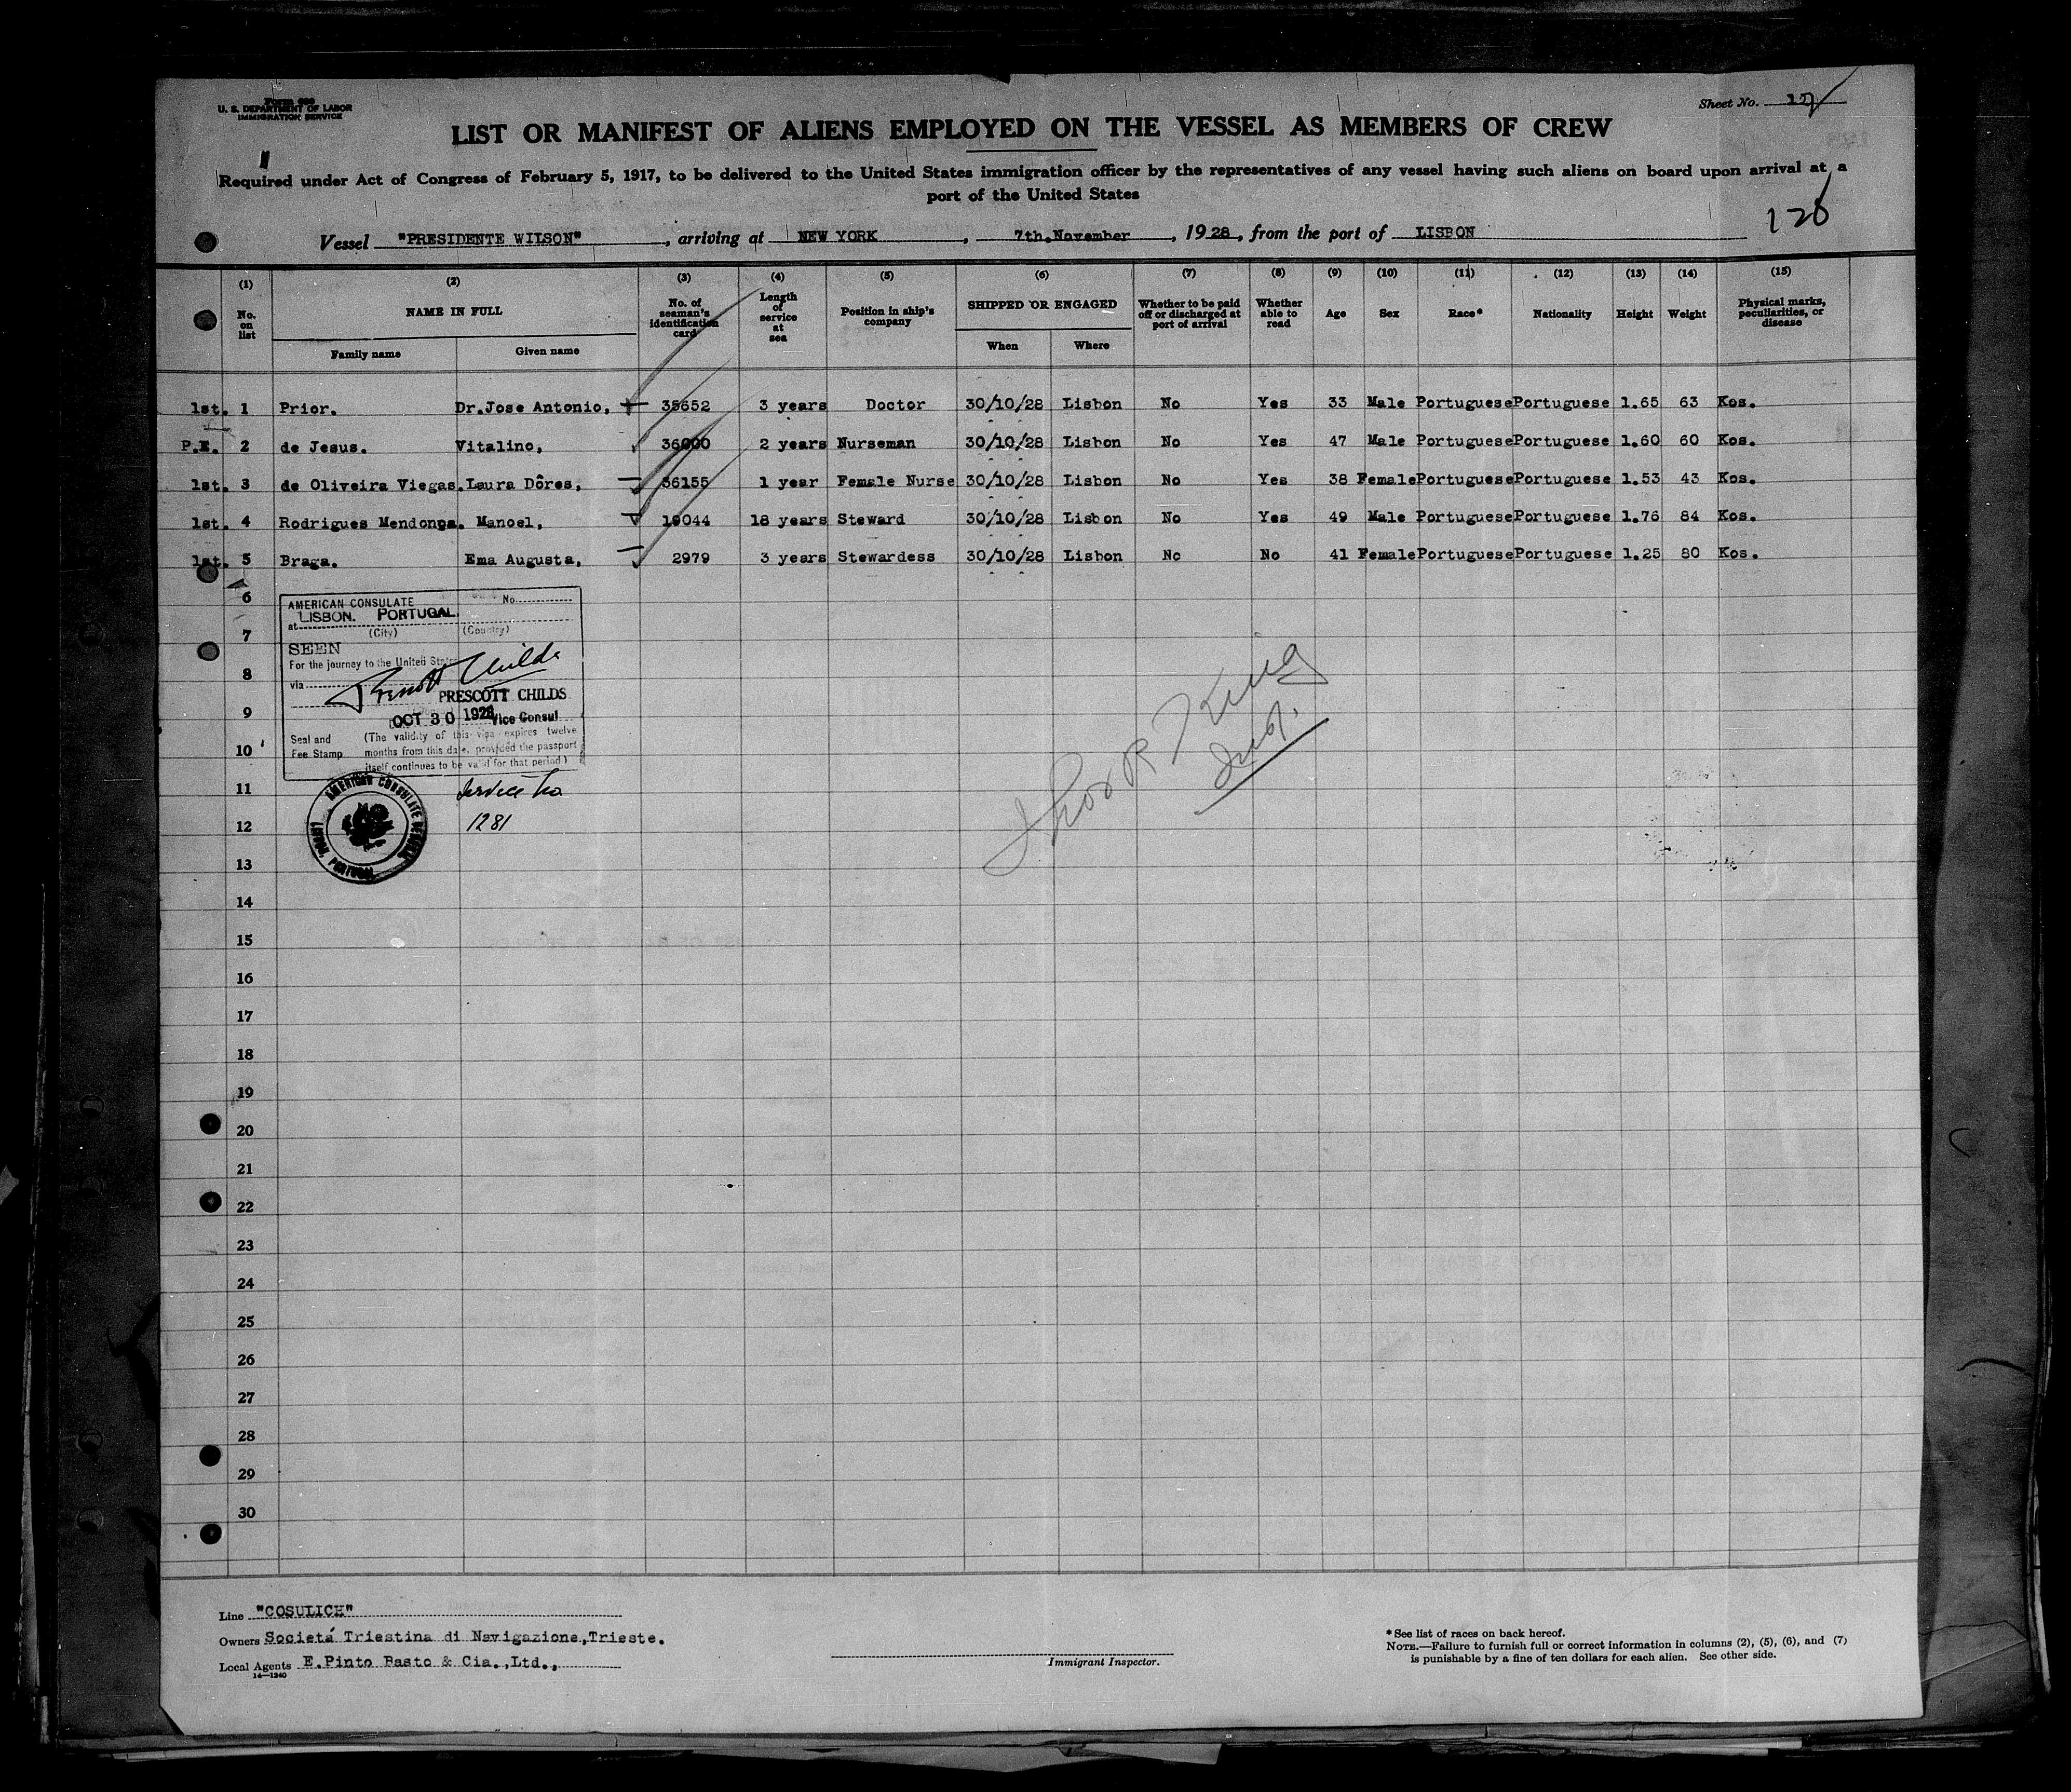 Form 680
U. S. DEPARTMENT OF LABOR
IMMIGRATION SERVICE
Sheet No.
LIST OR MANIFEST OF ALIENS EMPLOYED ON THE VESSEL AS MEMBERS OF CREW
Required under Act of Congress of February 5, 1917, to be delivered to the United States immigration officer by the representatives of any vessel having such aliens on board upon arrival at a
port of the United States
120
Vessel "PRESIDENTE WILSON", arriving at NEW YORK, 7th. November, 1928, from the port of LISBON
(1) (2) (3) (4) (5) (6) (7) (8) (9) (10) (11) (12) (13) (14) (15)
No. on list NAME IN FULL No. of seaman's identification card Length of service at sea Position in ship's company SHIPPED OR ENGAGED Whether to be paid off or discharged at port of arrival Whether able to read Age Sex Race* Nationality Height Weight Physical marks, peculiarities, or disease
Family name Given name When Where
1st. 1 Prior. Dr.Jose Antonio, 35652 3 years Doctor 30/10/28 Lisbon No Yes 33 Male Portuguese Portuguese 1.65 63 Kos.
P.E. 2 de Jesus. Vitalino, 36000 2 years Nurseman 30/10/28 Lisbon No Yes 47 Male Portuguese Portuguese 1.60 60 Kos.
1st. 3 de Oliveira Viegas. Laura Dôres, 36155 1 year Female Nurse 30/10/28 Lisbon No Yes 38 Female Portuguese Portuguese 1.53 43 Kos.
1st. 4 Rodrigues Mendonça. Manoel, 19044 18 years Steward 30/10/28 Lisbon No Yes 49 Male Portuguese Portuguese 1.76 84 Kos.
1st. 5 Braga. Ema Augusta, 2979 3 years Stewardess 30/10/28 Lisbon No No 41 Female Portuguese Portuguese 1.25 80 Kos.
6
7
8
9
10
11
12
13
14
15
16
17
18
19
20
21
22
23
24
25
26
27
28
29
30
AMERICAN CONSULATE No.
at LISBON. PORTUGAL.
(City) (Country)
SEEN
For the journey to the United States
via
Prescott Childs
PRESCOTT CHILDS
OCT 30 1928 Vice Consul
Seal and Fee Stamp
(The validity of this visa expires twelve
months from this date, provided the passport
itself continues to be valid for that period)
Service No
1281
AMERICAN CONSULATE GENERAL
LISBON, PORTUGAL
Thos R King
Insp.
Line "COSULICH"
Owners Societá Triestina di Navigazione, Trieste.
Local Agents E.Pinto Basto & Cia.,Ltd.,
14—1240
Immigrant Inspector.
* See list of races on back hereof.
NOTE.—Failure to furnish full or correct information in columns (2), (5), (6), and (7)
is punishable by a fine of ten dollars for each alien. See other side.